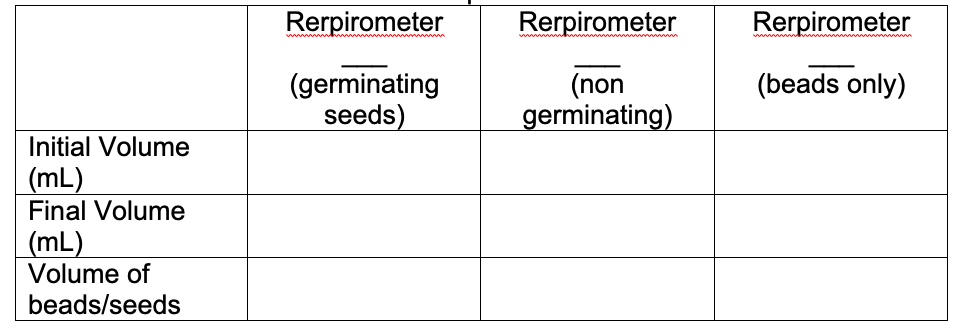 Rerpirometer
___
(germinating
seeds)
Rerpirometer
___
(non
germinating)
Rerpirometer
___
(beads only)
Initial Volume
(mL)
Final Volume
(mL)
Volume of
beads/seeds